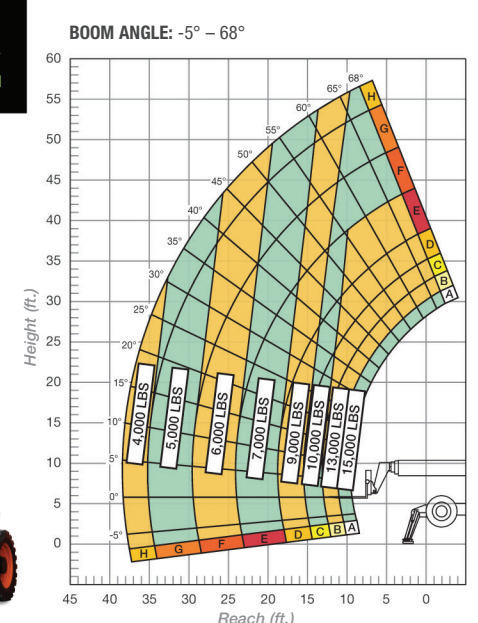 BOOM ANGLE: -5° – 68°
60
55
50
45
40
35
30
25
20
15
10
5
0
Height (ft.)
68°
65°
60°
55°
50°
45°
40°
35°
30°
25°
20°
15°
10°
5°
0°
-5°
H
G
F
E
D
C
B
A
4,000 LBS
5,000 LBS
6,000 LBS
7,000 LBS
9,000 LBS
10,000 LBS
13,000 LBS
15,000 LBS
H G F E D C B A
45 40 35 30 25 20 15 10 5 0
Reach (ft.)